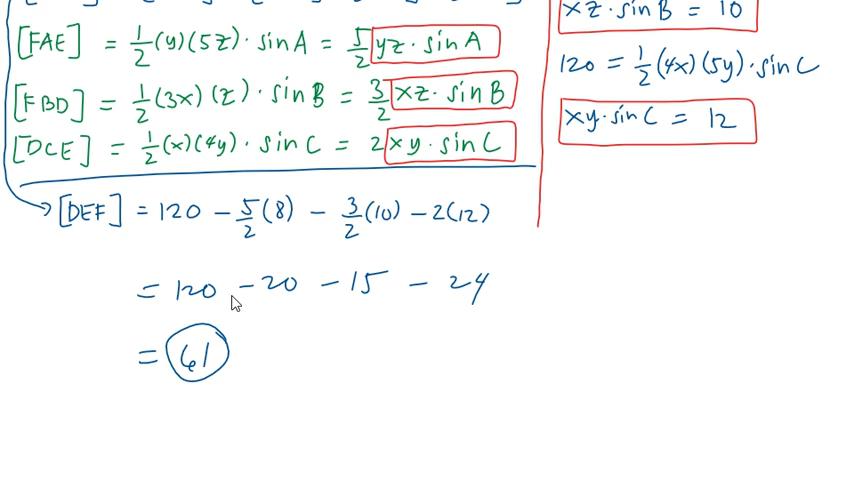 [FAE] = 1/2 (y)(5z) · sin A = 5/2 yz · sin A
[FBD] = 1/2 (3x)(z) · sin B = 3/2 xz · sin B
[DCE] = 1/2 (x)(4y) · sin C = 2 xy · sin C
→ [DEF] = 120 - 5/2 (8) - 3/2 (10) - 2(12)
= 120 - 20 - 15 - 24
= 61
xz · sin B = 10
120 = 1/2 (4x)(5y) · sin C
xy · sin C = 12